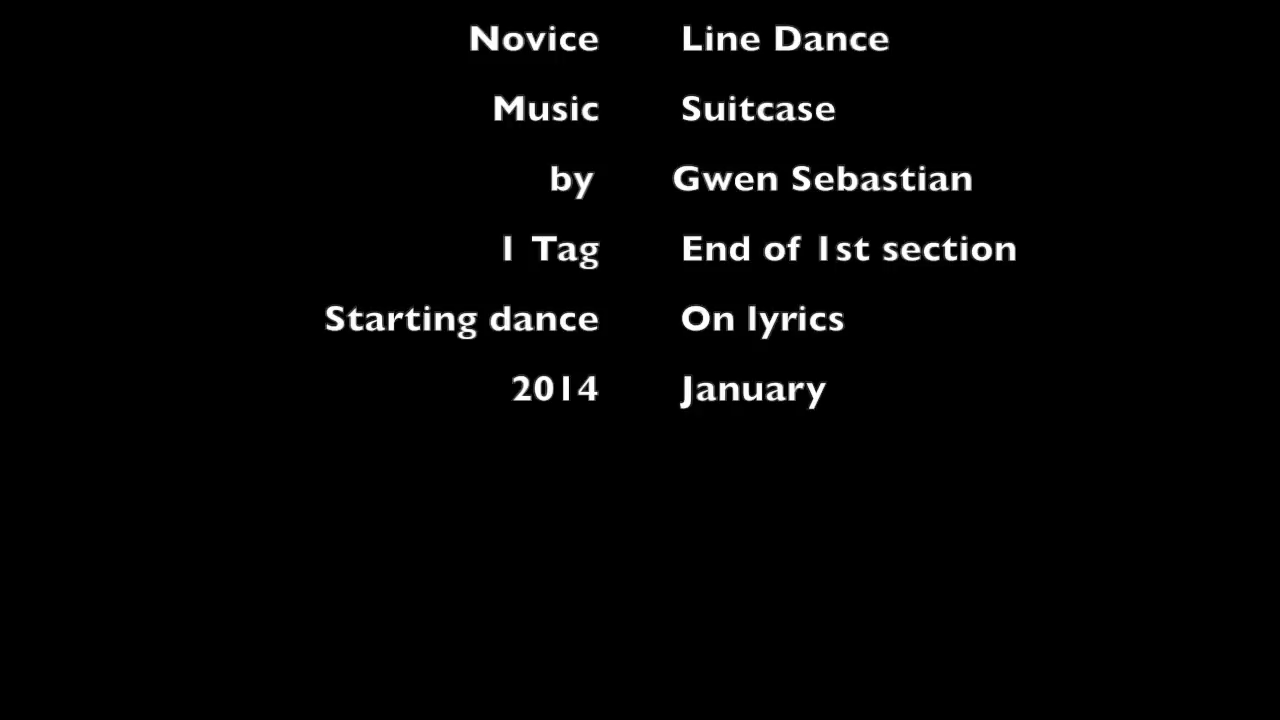 Novice Line Dance
Music Suitcase
by Gwen Sebastian
1 Tag End of 1st section
Starting dance On lyrics
2014 January